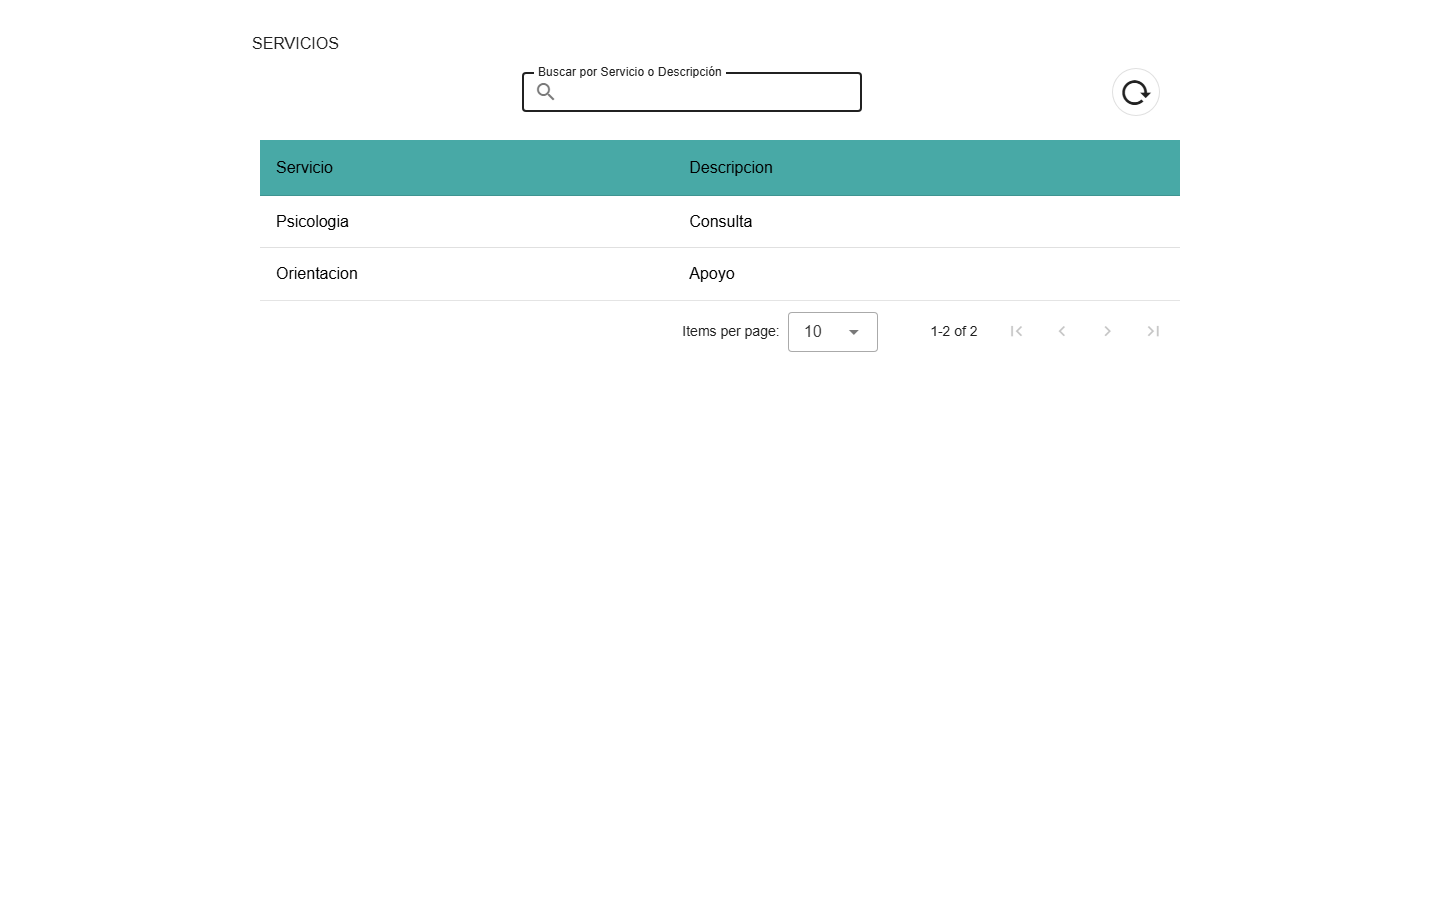 SERVICIOS
Buscar por Servicio o Descripción
Servicio Descripcion
Psicologia Consulta
Orientacion Apoyo
Items per page: 10 1-2 of 2